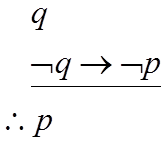 q
¬q → ¬p
∴ p